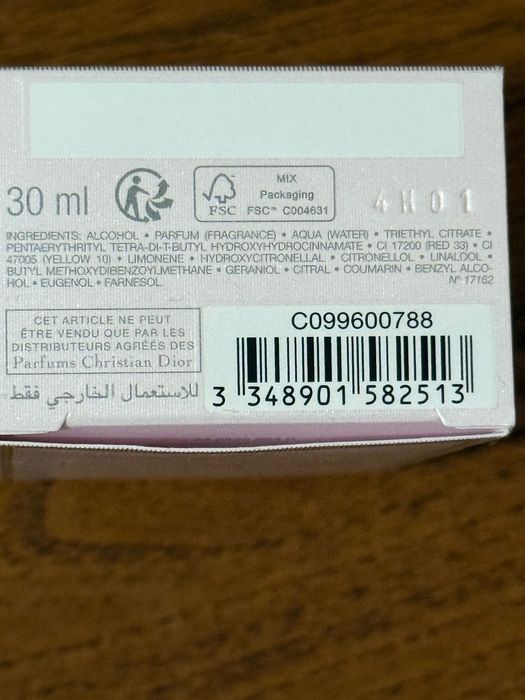 30 ml
FSC
MIX
Packaging
FSC™ C004631
4N01
INGREDIENTS: ALCOHOL • PARFUM (FRAGRANCE) • AQUA (WATER) • TRIETHYL CITRATE •
PENTAERYTHRITYL TETRA-DI-T-BUTYL HYDROXYHYDROCINNAMATE • CI 17200 (RED 33) • CI
47005 (YELLOW 10) • LIMONENE • HYDROXYCITRONELLAL • CITRONELLOL • LINALOOL •
BUTYL METHOXYDIBENZOYLMETHANE • GERANIOL • CITRAL • COUMARIN • BENZYL ALCO-
HOL • EUGENOL • FARNESOL.
N° 17162
CET ARTICLE NE PEUT
ÊTRE VENDU QUE PAR LES
DISTRIBUTEURS AGRÉÉS DES
Parfums Christian Dior
للاستعمال الخارجي فقط
C099600788
3 348901 582513